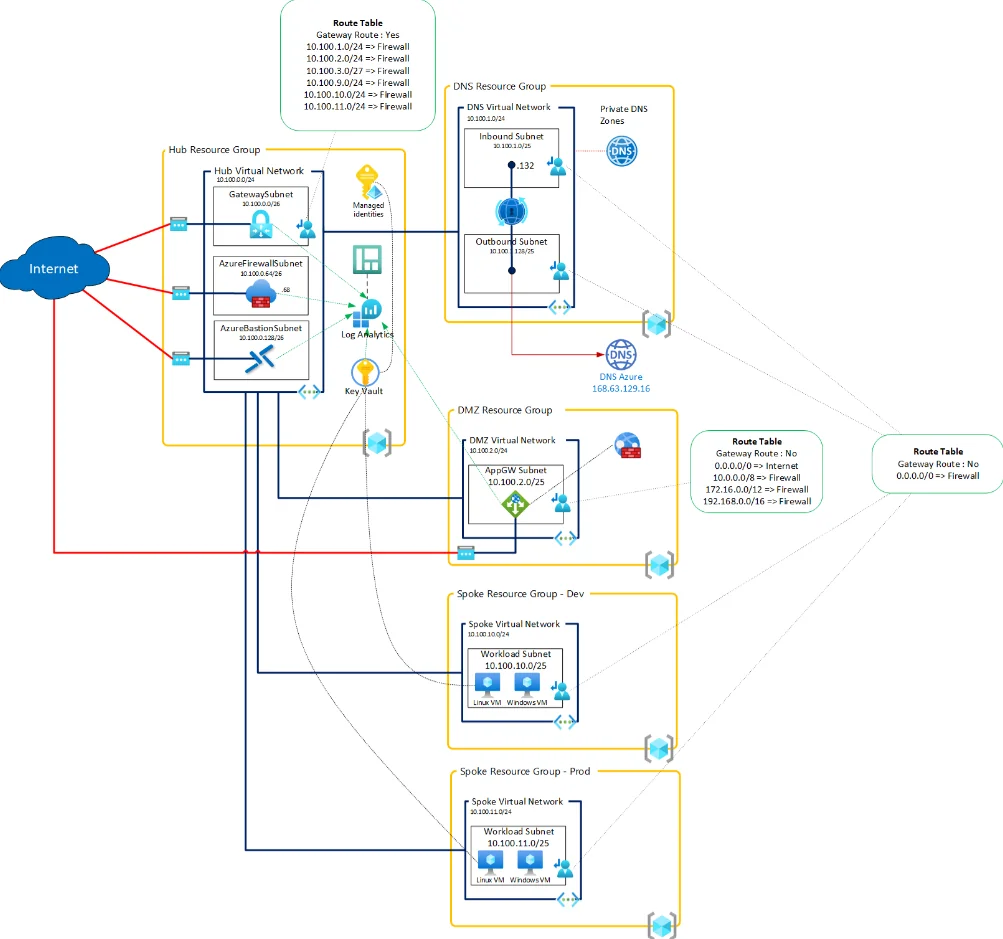 Route Table
Gateway Route : Yes
10.100.1.0/24 => Firewall
10.100.2.0/24 => Firewall
10.100.3.0/27 => Firewall
10.100.9.0/24 => Firewall
10.100.10.0/24 => Firewall
10.100.11.0/24 => Firewall
Hub Resource Group
Hub Virtual Network
10.100.0.0/24
GatewaySubnet
10.100.0.0/26
AzureFirewallSubnet
10.100.0.64/26
.68
AzureBastionSubnet
10.100.0.128/26
Managed
identities
Log Analytics
Key Vault
Internet
DNS Resource Group
DNS Virtual Network
10.100.1.0/24
Inbound Subnet
10.100.1.0/25
.132
Outbound Subnet
10.100.1.128/25
Private DNS
Zones
DNS
DNS
DNS Azure
168.63.129.16
DMZ Resource Group
DMZ Virtual Network
10.100.2.0/24
AppGW Subnet
10.100.2.0/25
Route Table
Gateway Route : No
0.0.0.0/0 => Internet
10.0.0.0/8 => Firewall
172.16.0.0/12 => Firewall
192.168.0.0/16 => Firewall
Route Table
Gateway Route : No
0.0.0.0/0 => Firewall
Spoke Resource Group - Dev
Spoke Virtual Network
10.100.10.0/24
Workload Subnet
10.100.10.0/25
Linux VM
Windows VM
Spoke Resource Group - Prod
Spoke Virtual Network
10.100.11.0/24
Workload Subnet
10.100.11.0/25
Linux VM
Windows VM